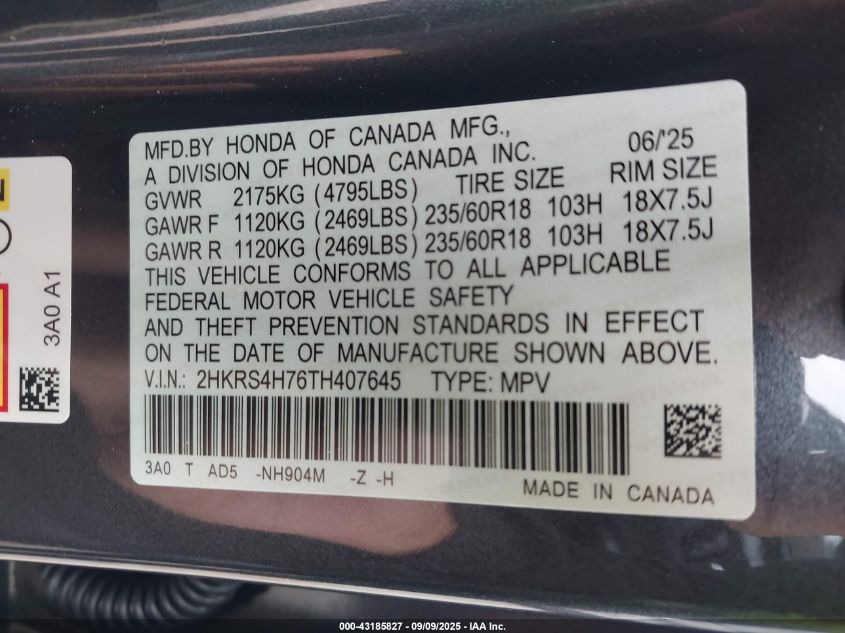 MFD.BY HONDA OF CANADA MFG., 06/'25
A DIVISION OF HONDA CANADA INC.
GVWR 2175KG (4795LBS) TIRE SIZE RIM SIZE
GAWR F 1120KG (2469LBS) 235/60R18 103H 18X7.5J
GAWR R 1120KG (2469LBS) 235/60R18 103H 18X7.5J
THIS VEHICLE CONFORMS TO ALL APPLICABLE
FEDERAL MOTOR VEHICLE SAFETY
AND THEFT PREVENTION STANDARDS IN EFFECT
ON THE DATE OF MANUFACTURE SHOWN ABOVE.
V.I.N.: 2HKRS4H76TH407645 TYPE: MPV
3A0 T AD5 -NH904M -Z -H
MADE IN CANADA
3A0 A1
000-43185827 - 09/09/2025 - IAA Inc.